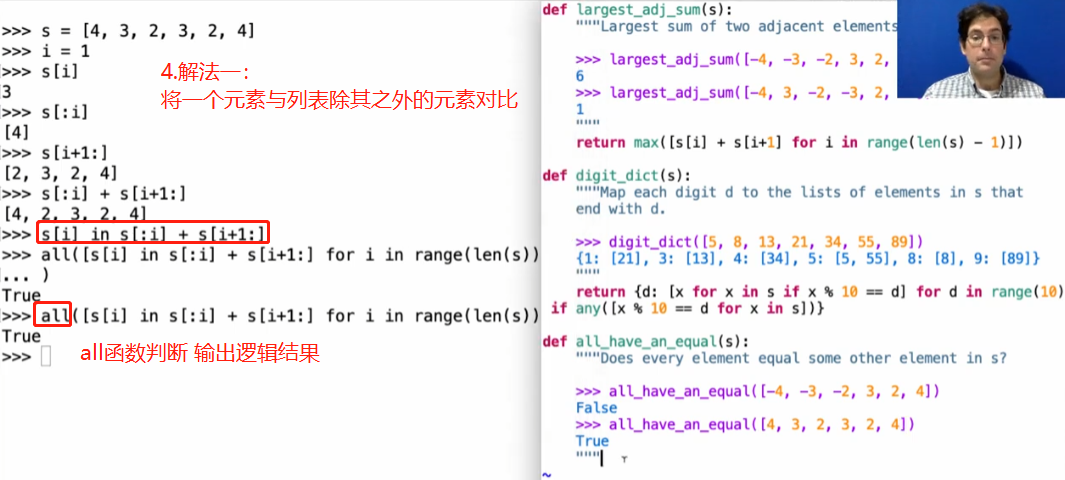 >>> s = [4, 3, 2, 3, 2, 4]
>>> i = 1
>>> s[i]
3
>>> s[:i]
[4]
>>> s[i+1:]
[2, 3, 2, 4]
>>> s[:i] + s[i+1:]
[4, 2, 3, 2, 4]
>>> s[i] in s[:i] + s[i+1:]
>>> all([s[i] in s[:i] + s[i+1:] for i in range(len(s))
... )
True
>>> all([s[i] in s[:i] + s[i+1:] for i in range(len(s))
True
>>>
4.解法一:
将一个元素与列表除其之外的元素对比
all函数判断 输出逻辑结果
def largest_adj_sum(s):
"""Largest sum of two adjacent elements
>>> largest_adj_sum([-4, -3, -2, 3, 2,
6
>>> largest_adj_sum([-4, 3, -2, -3, 2,
1
"""
return max([s[i] + s[i+1] for i in range(len(s) - 1)])
def digit_dict(s):
"""Map each digit d to the lists of elements in s that
end with d.
>>> digit_dict([5, 8, 13, 21, 34, 55, 89])
{1: [21], 3: [13], 4: [34], 5: [5, 55], 8: [8], 9: [89]}
"""
return {d: [x for x in s if x % 10 == d] for d in range(10)
if any([x % 10 == d for x in s])}
def all_have_an_equal(s):
"""Does every element equal some other element in s?
>>> all_have_an_equal([-4, -3, -2, 3, 2, 4])
False
>>> all_have_an_equal([4, 3, 2, 3, 2, 4])
True
"""
~